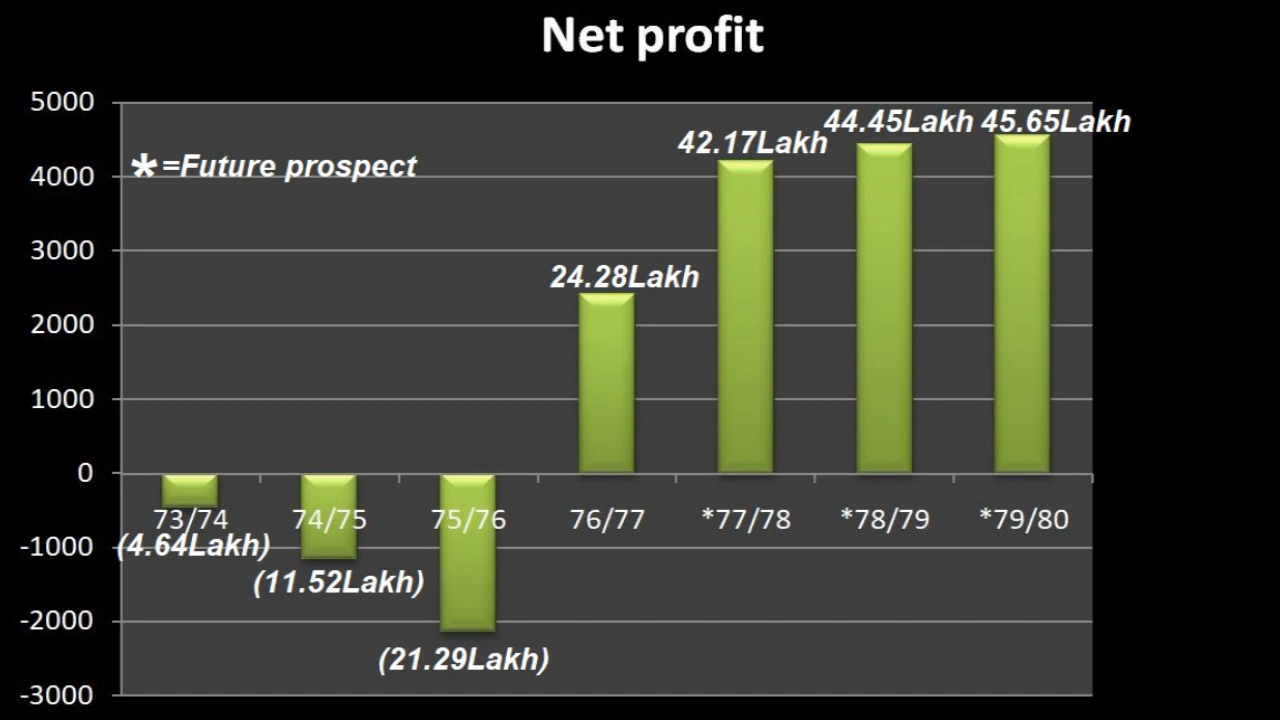 Net profit
5000
4000
3000
2000
1000
0
-1000
-2000
-3000
*=Future prospect
(4.64Lakh)
(11.52Lakh)
(21.29Lakh)
24.28Lakh
42.17Lakh
44.45Lakh
45.65Lakh
73/74 74/75 75/76 76/77 *77/78 *78/79 *79/80